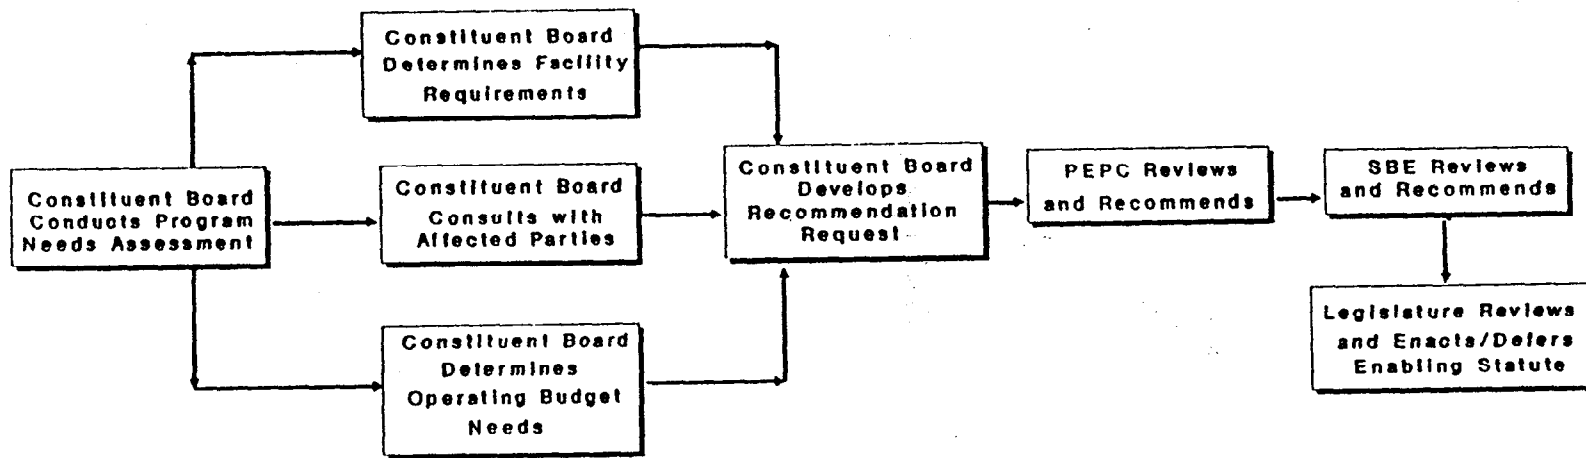 Constituent Board
Conducts Program
Needs Assessment
Constituent Board
Determines Facility
Requirements
Constituent Board
Consults with
Affected Parties
Constituent Board
Determines
Operating Budget
Needs
Constituent Board
Develops
Recommendation
Request
PEPC Reviews
and Recommends
SBE Reviews
and Recommends
Legislature Reviews
and Enacts/Defers
Enabling Statute